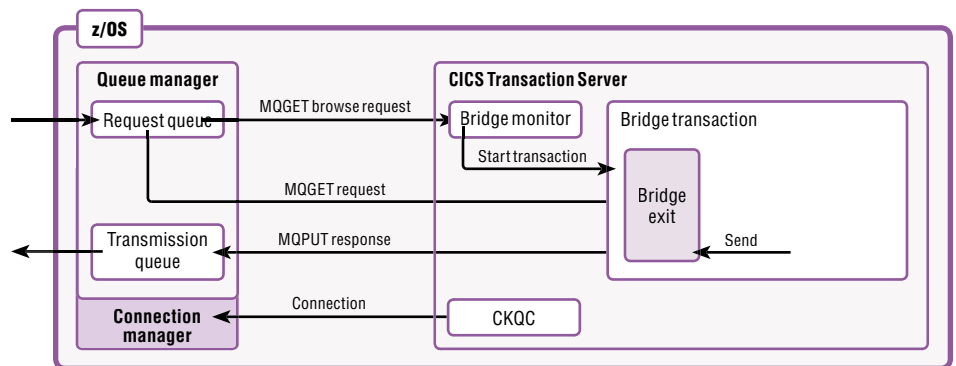 z/OS
Queue manager
CICS Transaction Server
Request queue
MQGET browse request
Bridge monitor
Bridge transaction
Start transaction
MQGET request
Bridge
exit
Transmission
queue
MQPUT response
Send
Connection
Connection
manager
CKQC